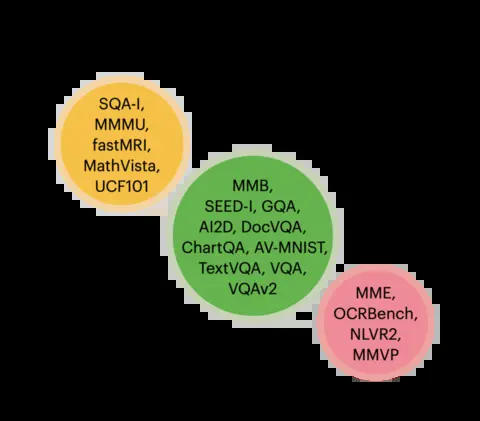 SQA-I,
MMMU,
fastMRI,
MathVista,
UCF101
MMB,
SEED-I, GQA,
AI2D, DocVQA,
ChartQA, AV-MNIST,
TextVQA, VQA,
VQAv2
MME,
OCRBench,
NLVR2,
MMVP